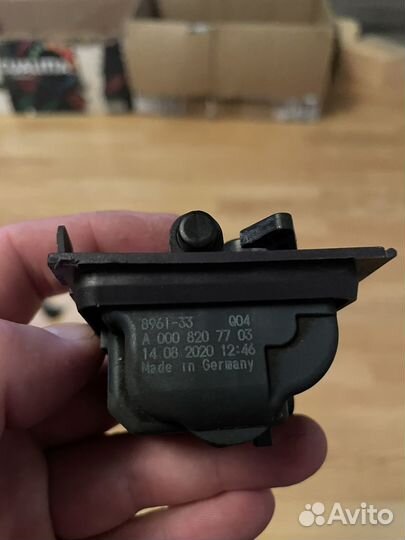 8961-33 Q04
A 000 820 77 03
14 08 2020 12:46
Made in Germany
Avito